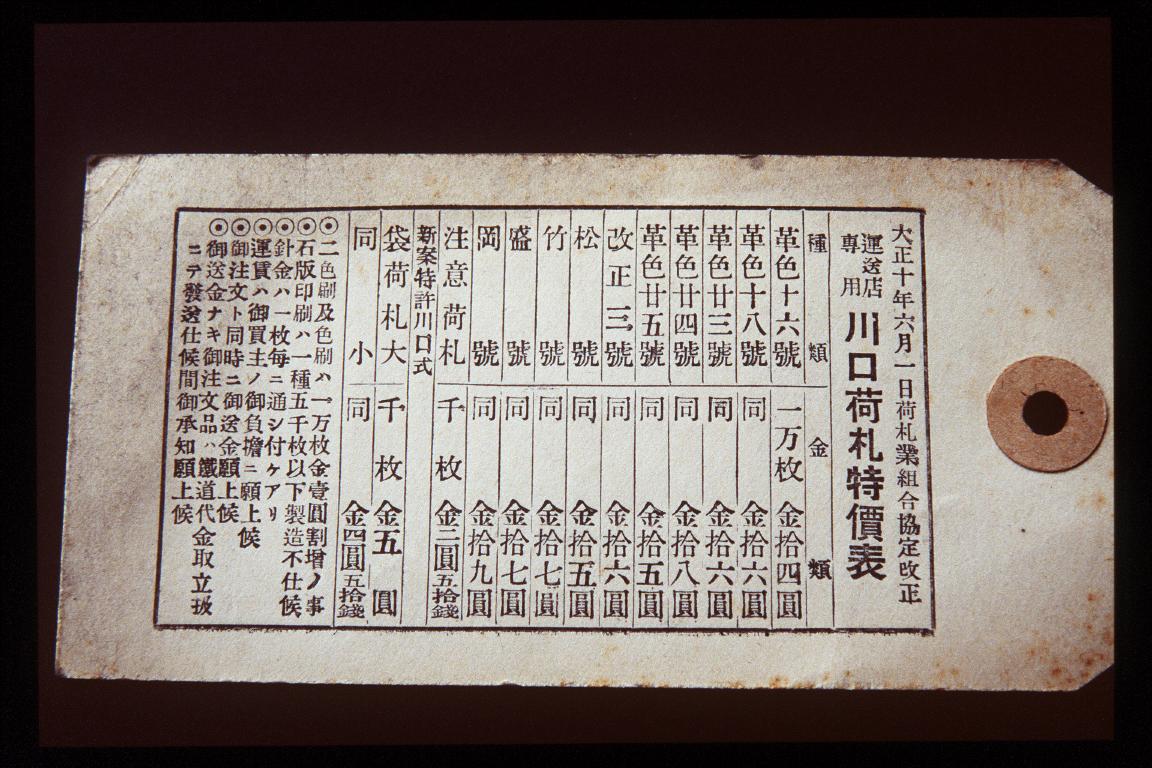 大正十年六月一日荷札業組合協定改正
運送店專用 川口荷札特價表
種類 金類
革色十六號 一万枚 金拾四圓
革色十八號 同 金拾六圓
革色廿三號 同 金拾六圓
革色廿四號 同 金拾八圓
革色廿五號 同 金拾五圓
改正三號 同 金拾六圓
松號 同 金拾五圓
竹號 同 金拾七圓
盛號 同 金拾七圓
岡號 同 金拾九圓
注意荷札 千枚 金三圓五拾錢
新案特許川口式
袋荷札大 千枚 金五圓
同小 同 金四圓五拾錢
◉二色刷及色刷ハ一万枚金壹圓割增ノ事
◉石版印刷ハ一種五千枚以下製造不仕候
◉針金ハ一枚每ニ通シ付ケアリ
◉運賃ハ御買主ノ御負擔ニ願上候
◉御注文ト同時ニ御送金願上候
◉御送金ナキ御注文品ハ鐵道代金取立扱
ニテ發送仕候間御承知願上候